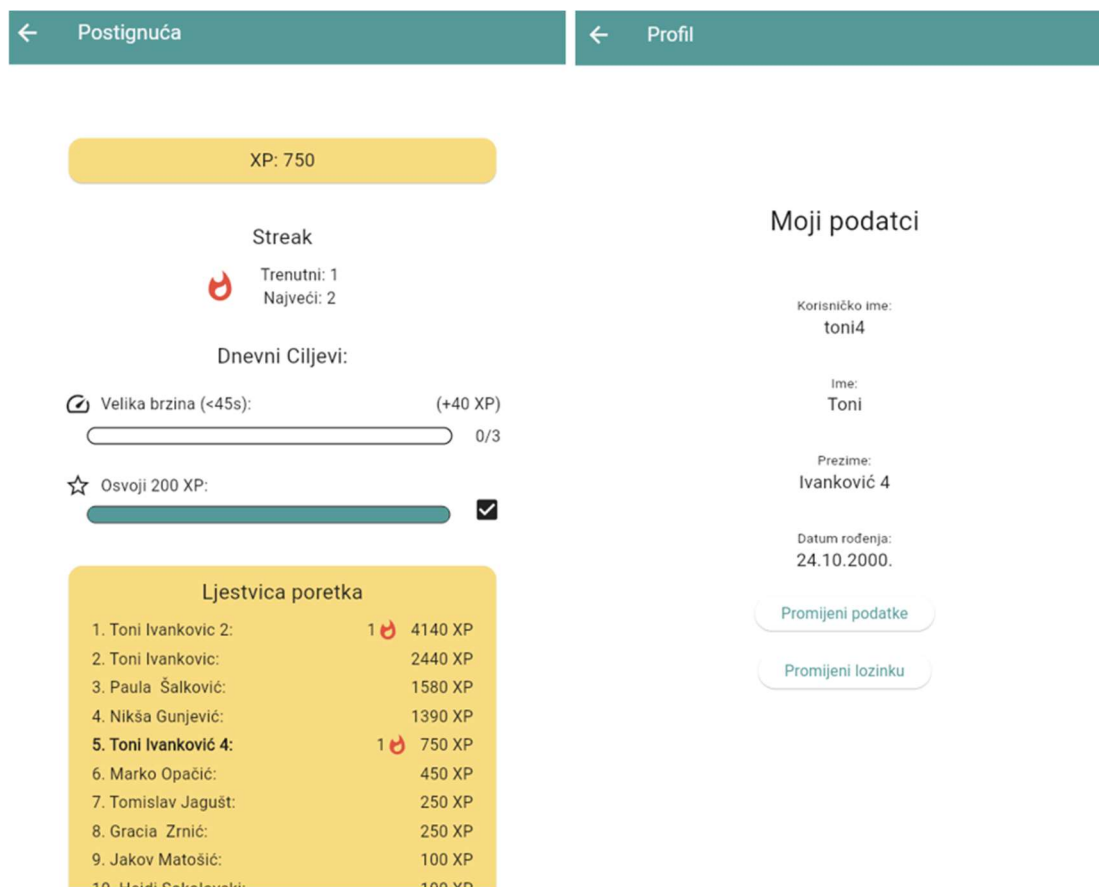 Postignuća
XP: 750
Streak
Trenutni: 1
Najveći: 2
Dnevni Ciljevi:
Velika brzina (<45s): (+40 XP)
0/3
Osvoji 200 XP:
Ljestvica poretka
1. Toni Ivankovic 2: 1 4140 XP
2. Toni Ivankovic: 2440 XP
3. Paula Šalković: 1580 XP
4. Nikša Gunjević: 1390 XP
5. Toni Ivanković 4: 1 750 XP
6. Marko Opačić: 450 XP
7. Tomislav Jagušt: 250 XP
8. Gracia Zrnić: 250 XP
9. Jakov Matošić: 100 XP
Profil
Moji podatci
Korisničko ime:
toni4
Ime:
Toni
Prezime:
Ivanković 4
Datum rođenja:
24.10.2000.
Promijeni podatke
Promijeni lozinku